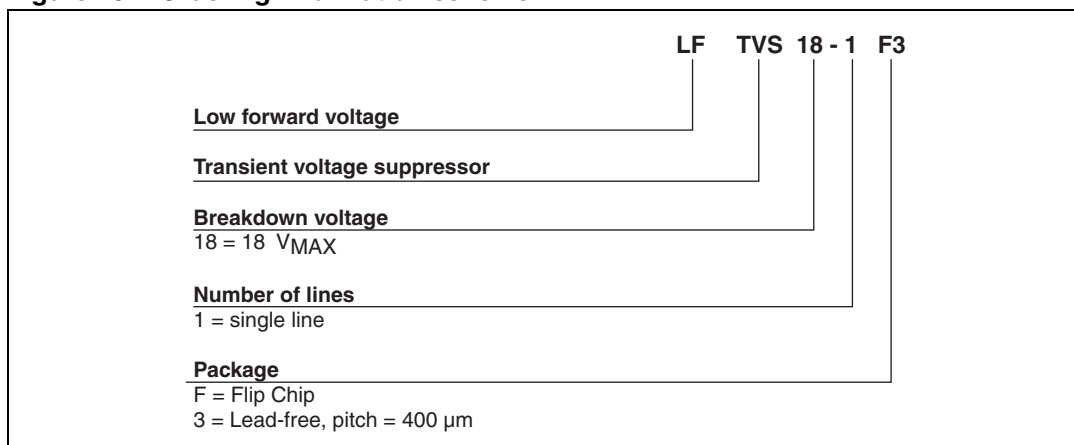 LF TVS 18 - 1 F3
Low forward voltage
Transient voltage suppressor
Breakdown voltage
18 = 18 VMAX
Number of lines
1 = single line
Package
F = Flip Chip
3 = Lead-free, pitch = 400 µm